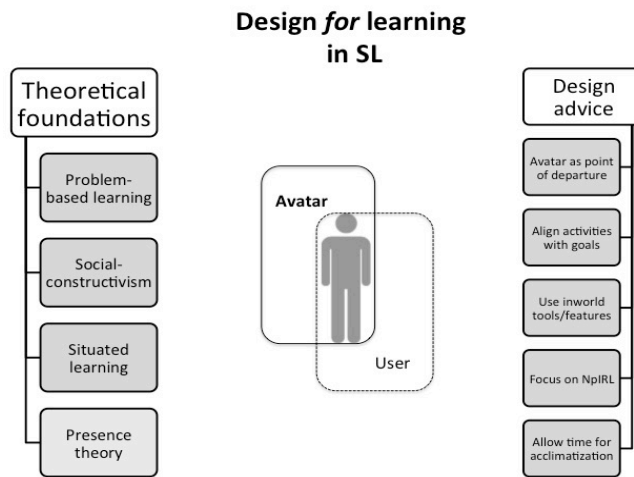 Design for learning
in SL
Theoretical
foundations
Problem-
based learning
Social-
constructivism
Situated
learning
Presence
theory
Avatar
User
Design
advice
Avatar as point
of departure
Align activities
with goals
Use inworld
tools/features
Focus on NpIRL
Allow time for
acclimatization